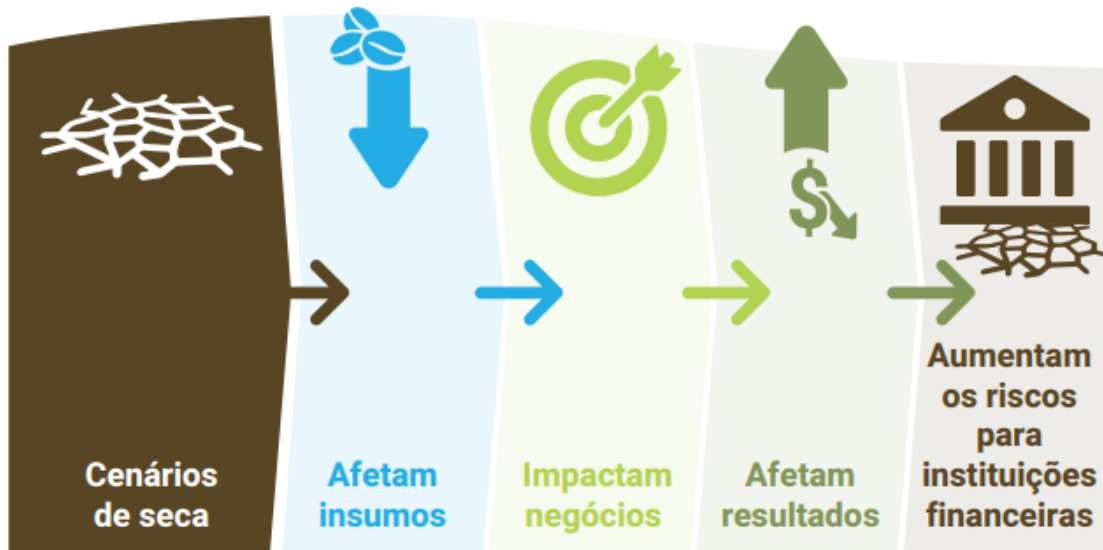 Cenários
de seca
Afetam
insumos
Impactam
negócios
$
Afetam
resultados
Aumentam
os riscos
para
instituições
financeiras